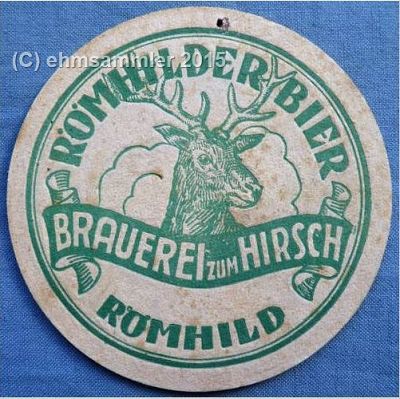 (C) ehmsammler 2015
RÖMHILDER BIER
BRAUEREI ZUM HIRSCH
RÖMHILD